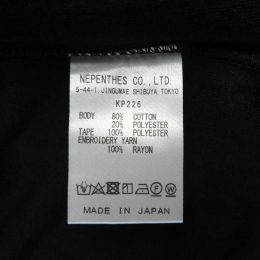 NEPENTHES CO., LTD.
5-44-1, JINGUMAE SHIBUYA, TOKYO
KP226
BODY 80% COTTON
20% POLYESTER
TAPE 100% POLYESTER
EMBROIDERY YARN
100% RAYON
MADE IN JAPAN